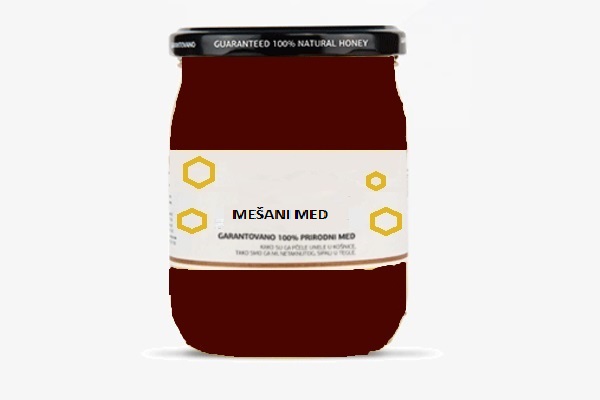 GUARANTEED 100% NATURAL HONEY
MEŠANI MED
GARANTOVANO 100% PRIRODNI MED
KAKO SU GA PČELE UNELE U KOŠNICE,
TAKO SMO GA MI, NETAKNUTOG, SIPALI U TEGLE.